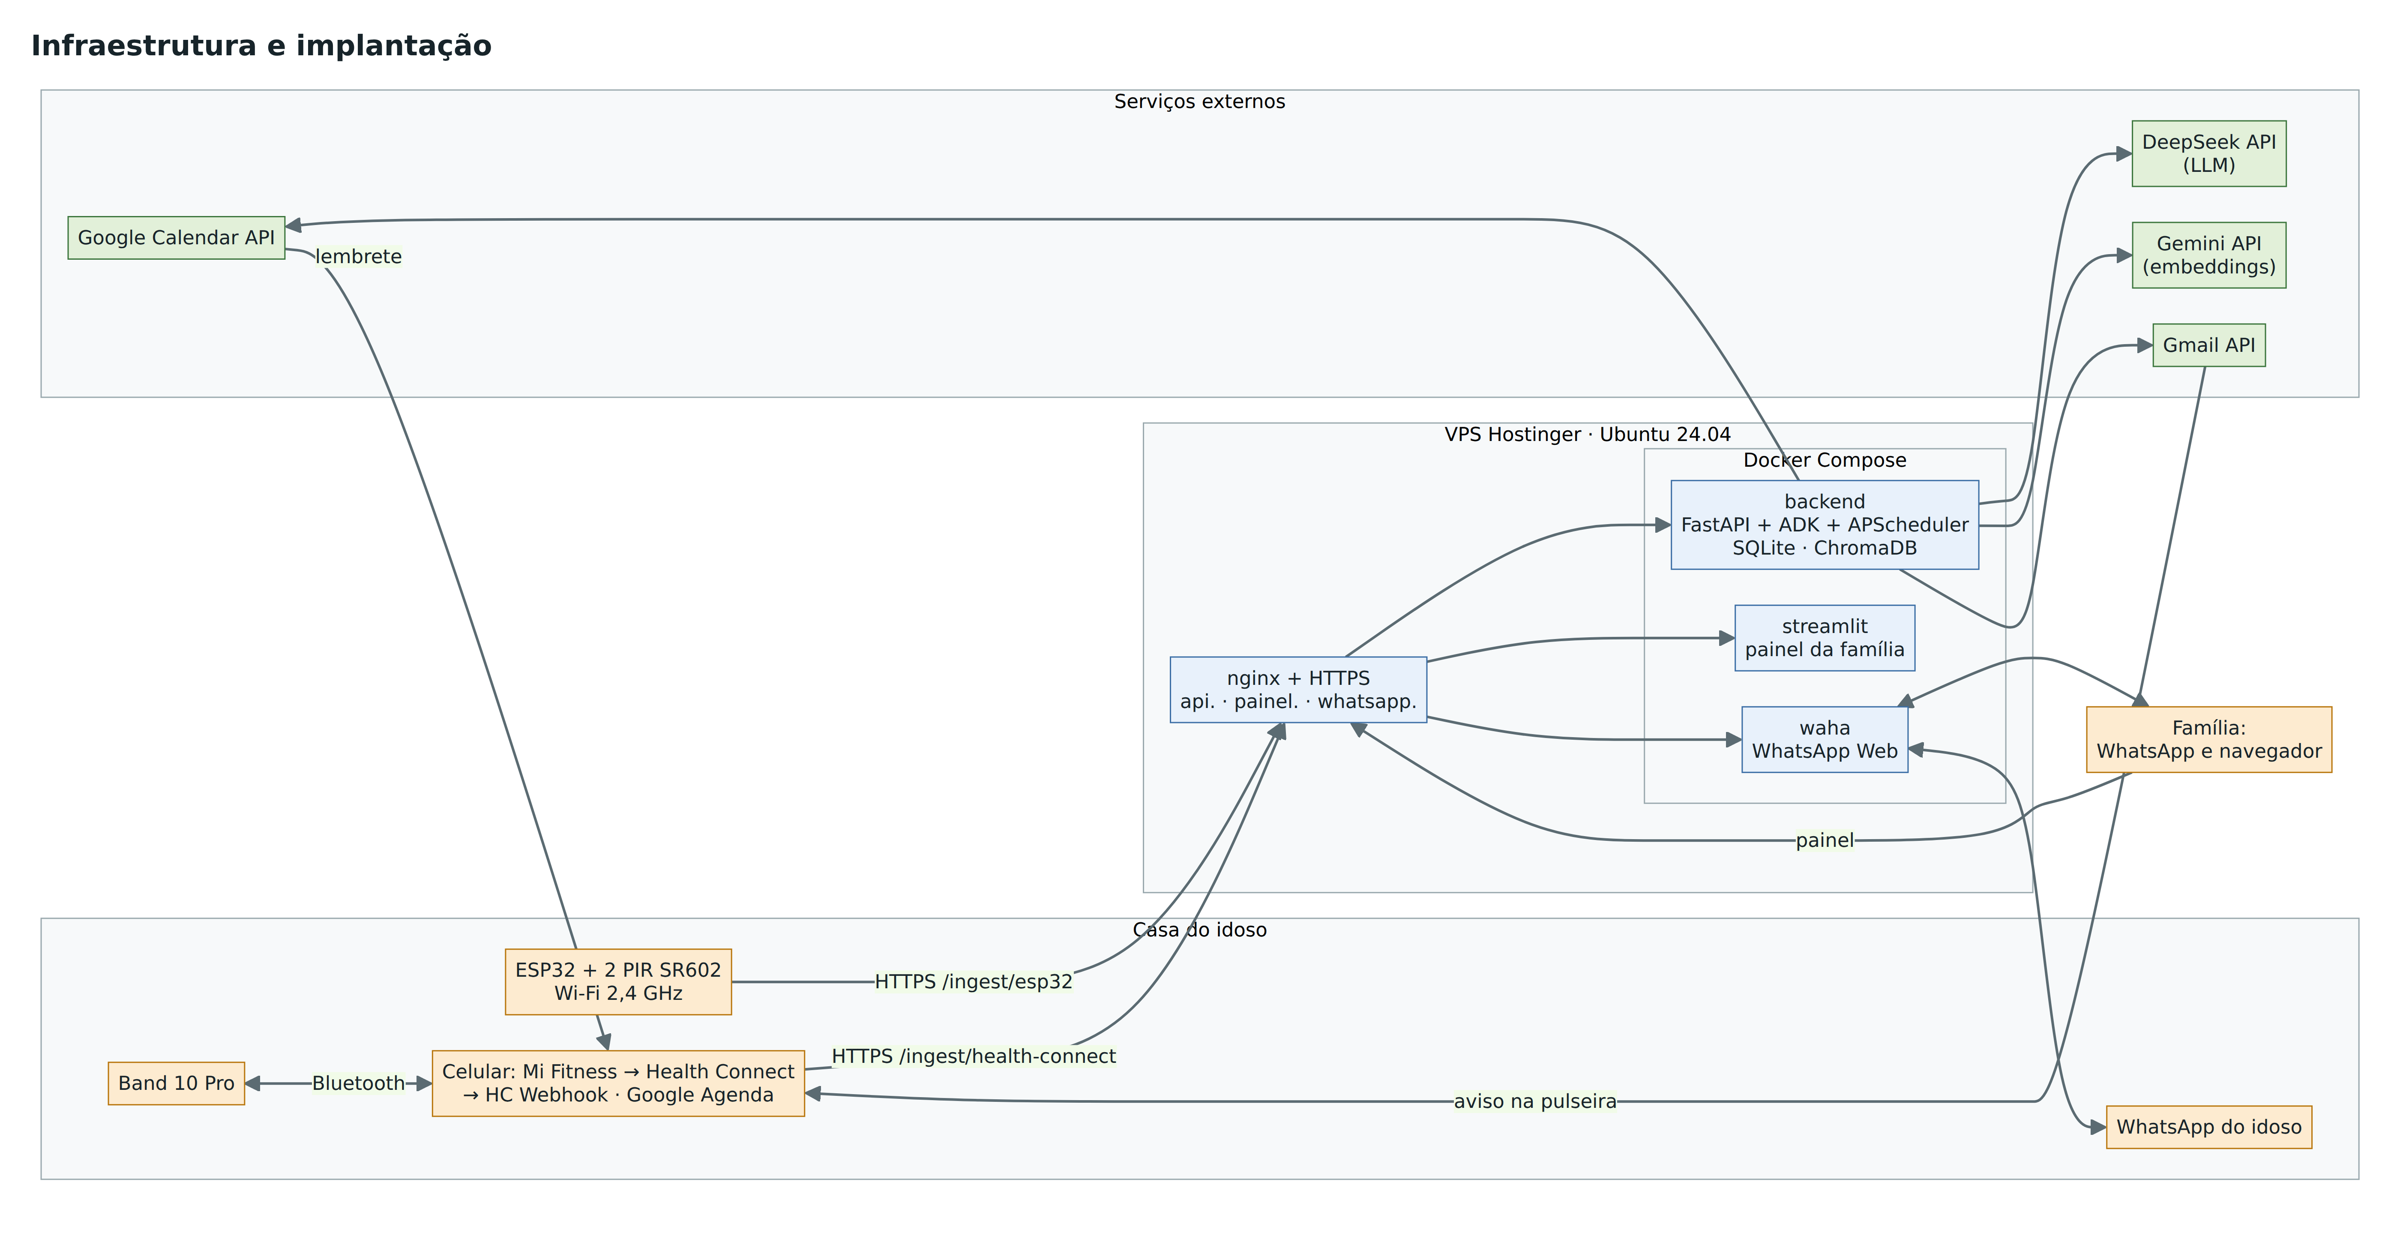 Infraestrutura e implantação
Serviços externos
DeepSeek API
(LLM)
Google Calendar API
lembrete
Gemini API
(embeddings)
Gmail API
VPS Hostinger · Ubuntu 24.04
Docker Compose
backend
FastAPI + ADK + APScheduler
SQLite · ChromaDB
streamlit
painel da família
nginx + HTTPS
api. · painel. · whatsapp.
waha
WhatsApp Web
Família:
WhatsApp e navegador
painel
Casa do idoso
ESP32 + 2 PIR SR602
Wi-Fi 2,4 GHz
HTTPS /ingest/esp32
HTTPS /ingest/health-connect
Band 10 Pro
Bluetooth
Celular: Mi Fitness → Health Connect
→ HC Webhook · Google Agenda
aviso na pulseira
WhatsApp do idoso